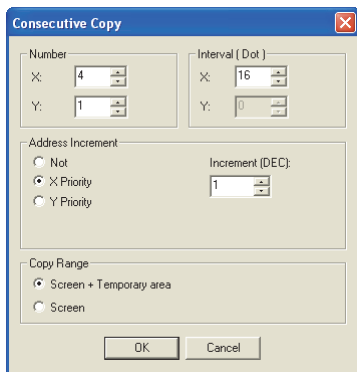 Consecutive Copy
Number
X: 4
Y: 1
Interval ( Dot )
X: 16
Y: 0
Address Increment
Not
X Priority
Y Priority
Increment (DEC):
1
Copy Range
Screen + Temporary area
Screen
OK Cancel